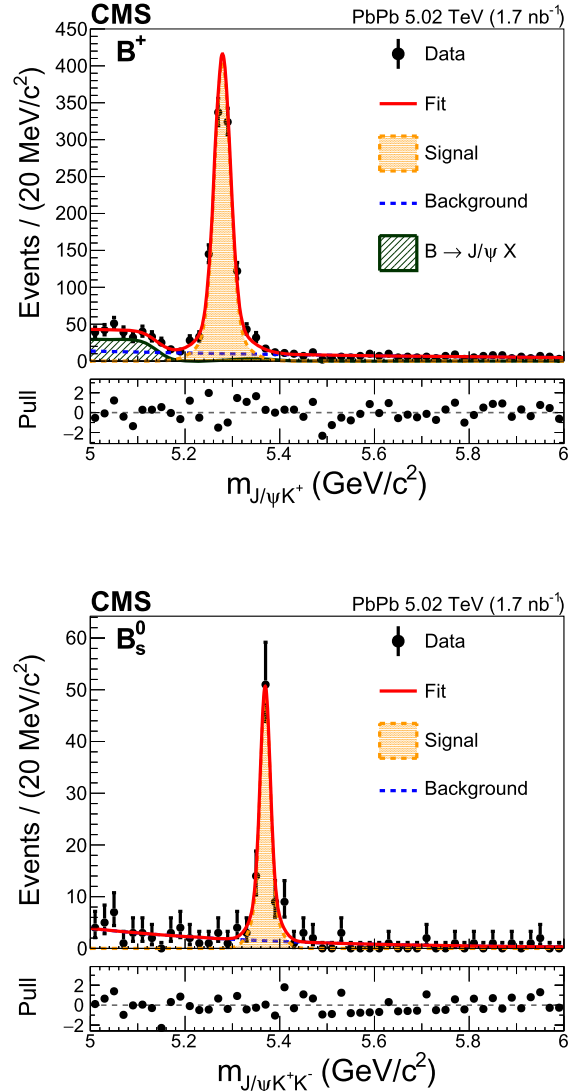 CMS PbPb 5.02 TeV (1.7 nb⁻¹)
B⁺
Data
Fit
Signal
Background
B → J/ψ X
Events / (20 MeV/c²)
450
400
350
300
250
200
150
100
50
0
Pull
2
0
−2
5 5.2 5.4 5.6 5.8 6
m_{J/ψK⁺} (GeV/c²)
CMS PbPb 5.02 TeV (1.7 nb⁻¹)
B⁰_s
Data
Fit
Signal
Background
Events / (20 MeV/c²)
60
50
40
30
20
10
0
Pull
2
0
−2
5 5.2 5.4 5.6 5.8 6
m_{J/ψK⁺K⁻} (GeV/c²)